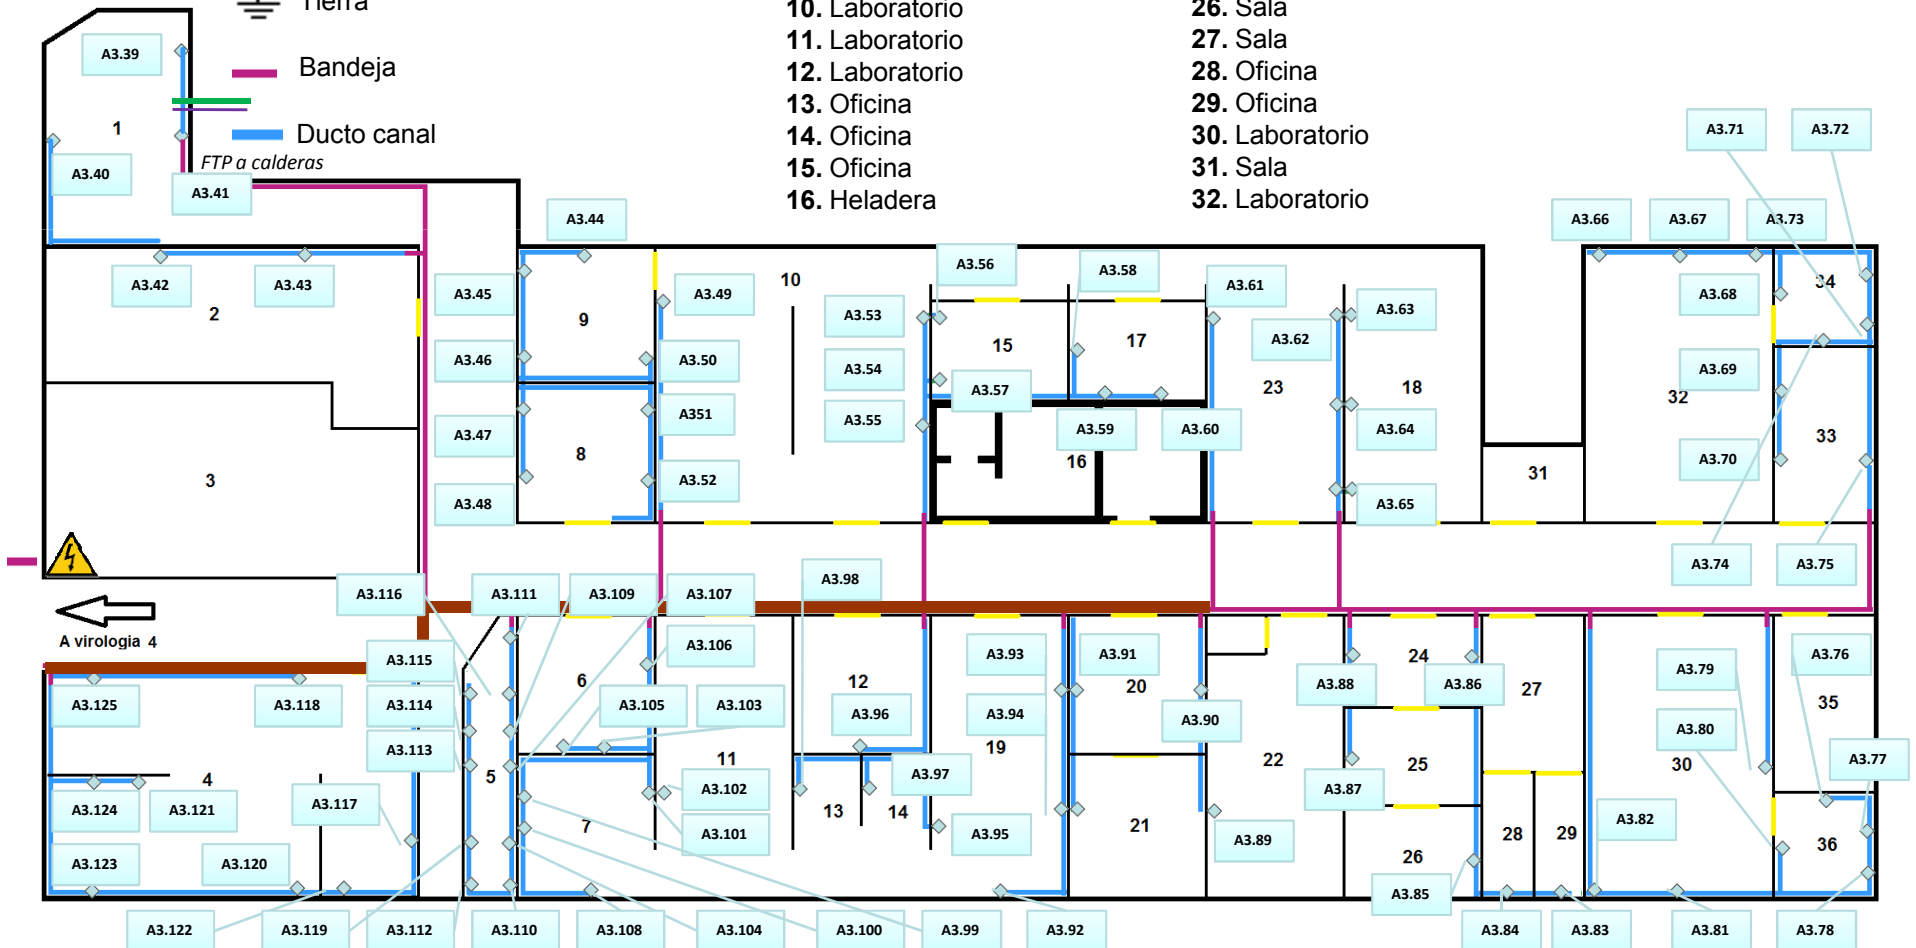 Tierra
Bandeja
Ducto canal
FTP a calderas
10. Laboratorio
11. Laboratorio
12. Laboratorio
13. Oficina
14. Oficina
15. Oficina
16. Heladera
26. Sala
27. Sala
28. Oficina
29. Oficina
30. Laboratorio
31. Sala
32. Laboratorio
A3.39
1
A3.40
A3.41
A3.71
A3.72
A3.44
A3.66
A3.67
A3.73
A3.42
A3.43
2
A3.45
9
A3.49
10
A3.53
A3.56
A3.58
A3.61
A3.62
A3.63
A3.68
34
A3.46
A3.50
A3.54
15
17
A3.57
23
18
A3.69
32
A3.47
8
A351
A3.55
A3.59
A3.60
A3.64
33
3
A3.48
A3.52
16
A3.65
31
A3.70
A3.74
A3.75
A virologia 4
A3.116
A3.111
A3.109
A3.107
A3.98
A3.115
A3.106
A3.93
A3.91
24
A3.79
A3.76
A3.125
A3.118
A3.114
6
A3.105
A3.103
12
A3.96
A3.94
20
A3.90
A3.88
A3.86
27
A3.80
35
A3.113
4
5
11
19
22
25
30
A3.77
A3.124
A3.121
A3.117
A3.102
A3.97
A3.87
7
A3.101
13
14
A3.95
21
A3.89
28
29
A3.82
36
A3.123
A3.120
26
A3.85
A3.122
A3.119
A3.112
A3.110
A3.108
A3.104
A3.100
A3.99
A3.92
A3.84
A3.83
A3.81
A3.78